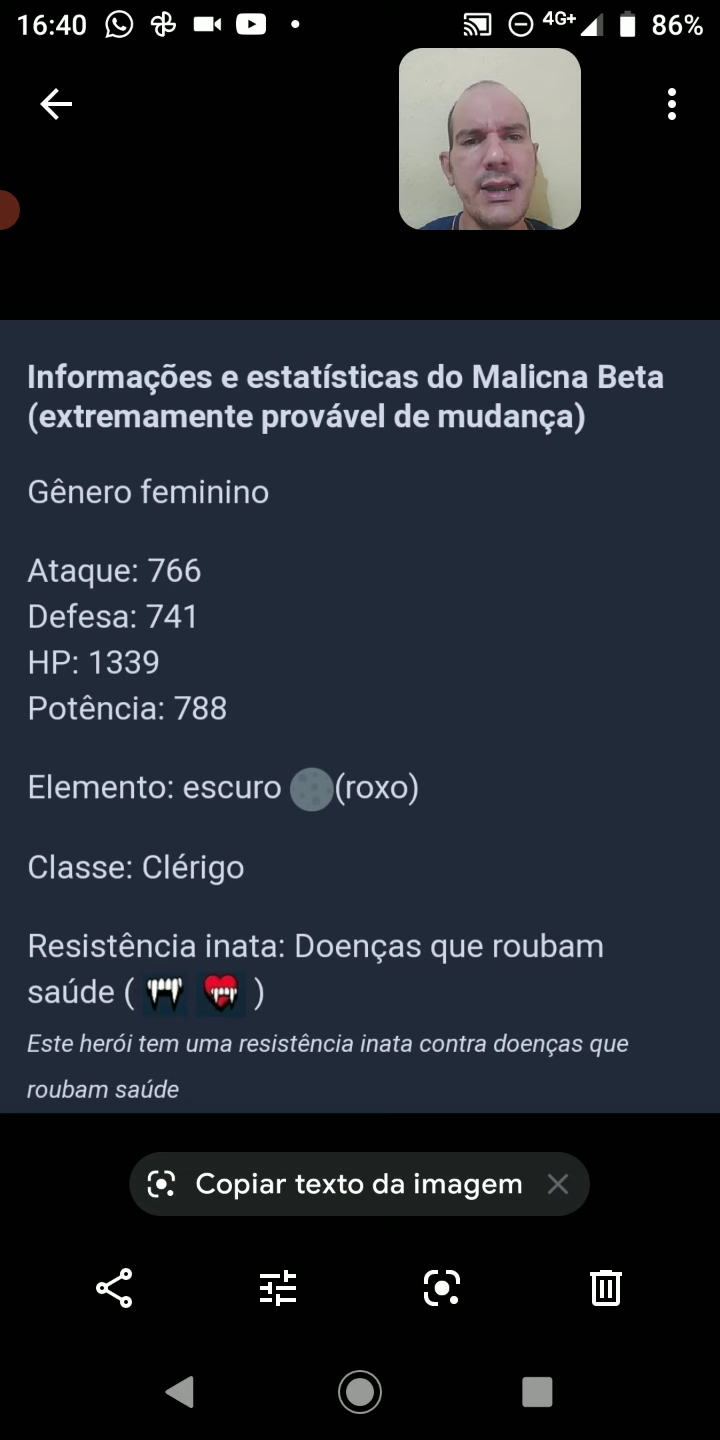 16:40 4G+ 86%
Informações e estatísticas do Malicna Beta
(extremamente provável de mudança)
Gênero feminino
Ataque: 766
Defesa: 741
HP: 1339
Potência: 788
Elemento: escuro (roxo)
Classe: Clérigo
Resistência inata: Doenças que roubam
saúde ( )
Este herói tem uma resistência inata contra doenças que
roubam saúde
Copiar texto da imagem